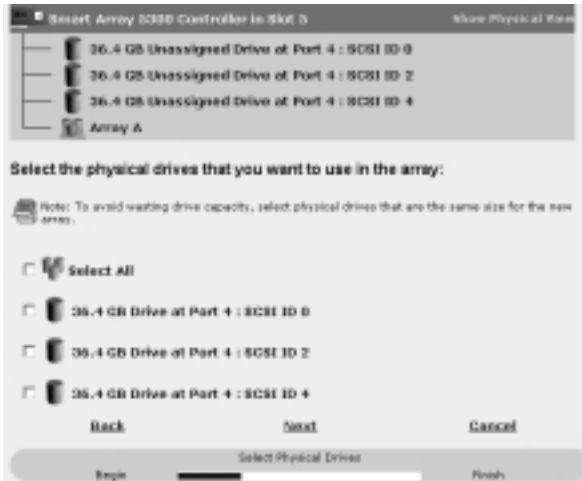 Smart Array 5300 Controller in Slot 3 Show Physical View
36.4 GB Unassigned Drive at Port 4 : SCSI ID 0
36.4 GB Unassigned Drive at Port 4 : SCSI ID 2
36.4 GB Unassigned Drive at Port 4 : SCSI ID 4
Array A
Select the physical drives that you want to use in the array:
Note: To avoid wasting drive capacity, select physical drives that are the same size for the new
array.
Select All
36.4 GB Drive at Port 4 : SCSI ID 0
36.4 GB Drive at Port 4 : SCSI ID 2
36.4 GB Drive at Port 4 : SCSI ID 4
Back Next Cancel
Select Physical Drives
Begin Finish